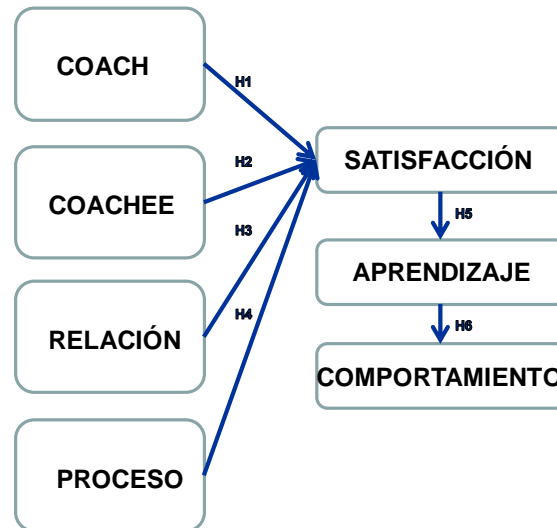 COACH
H1
H2
COACHEE
H3
H4
RELACIÓN
PROCESO
SATISFACCIÓN
H5
APRENDIZAJE
H6
COMPORTAMIENTO